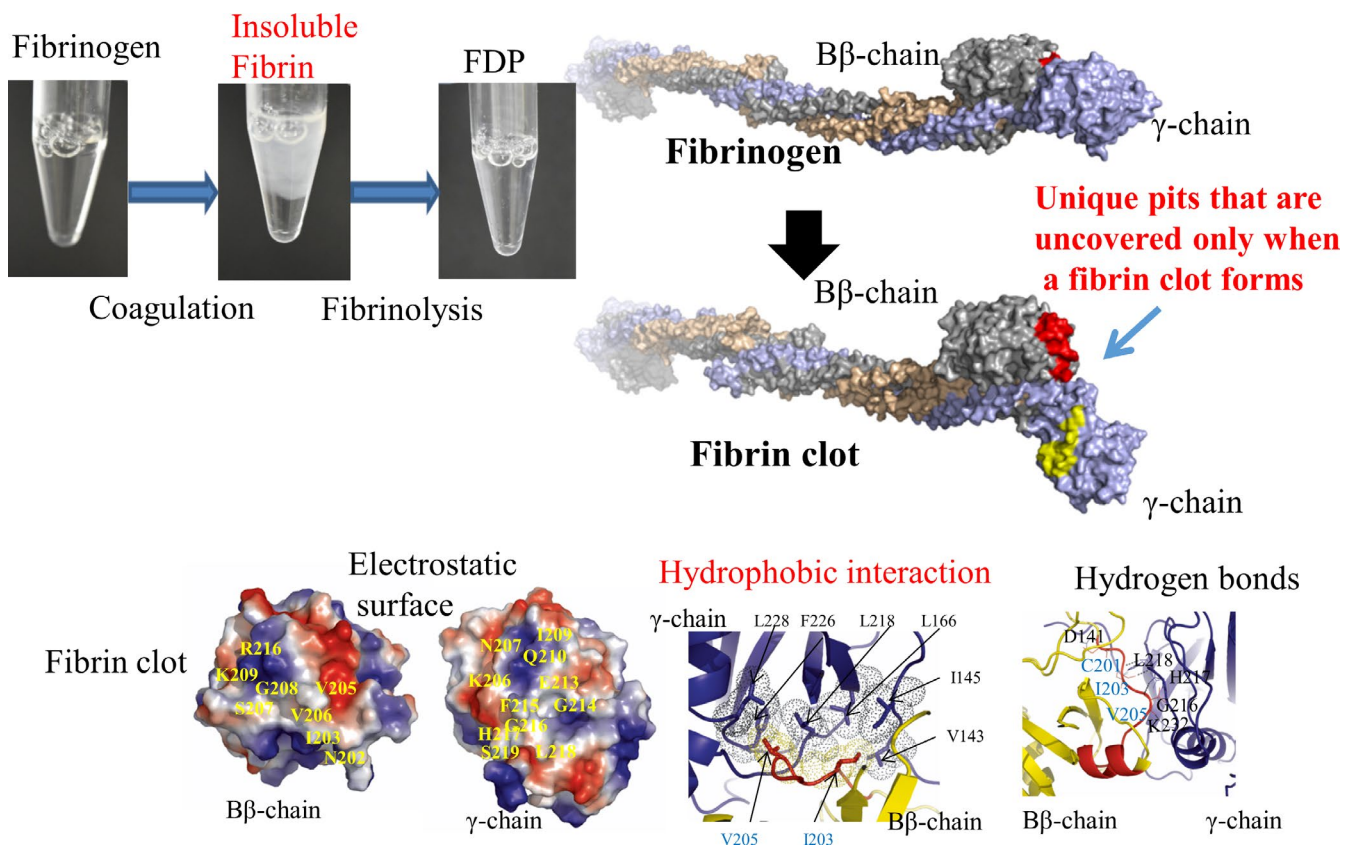 Fibrinogen
Insoluble
Fibrin
FDP
Coagulation
Fibrinolysis
Bβ-chain
γ-chain
Fibrinogen
Unique pits that are
uncovered only when
a fibrin clot forms
Bβ-chain
Fibrin clot
γ-chain
Electrostatic
surface
Fibrin clot
R216
K209
G208
V205
S207
V206
I203
N202
Bβ-chain
N207
I209
Q210
K206
L213
F215
G214
G216
H217
S219
L218
γ-chain
Hydrophobic interaction
γ-chain
L228
F226
L218
L166
I145
V143
V205
I203
Bβ-chain
Hydrogen bonds
D141
C201
L218
H217
I203
G216
V205
K232
Bβ-chain
γ-chain